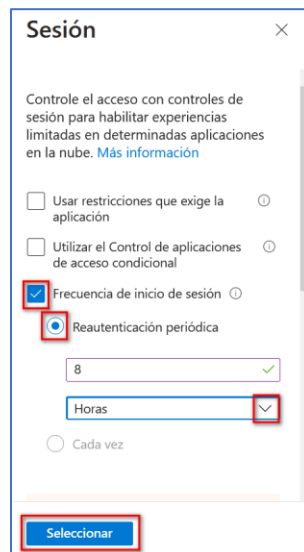 Sesión
Controle el acceso con controles de
sesión para habilitar experiencias
limitadas en determinadas aplicaciones
en la nube. Más información
Usar restricciones que exige la
aplicación
Utilizar el Control de aplicaciones
de acceso condicional
Frecuencia de inicio de sesión
Reautenticación periódica
8
Horas
Cada vez
Seleccionar